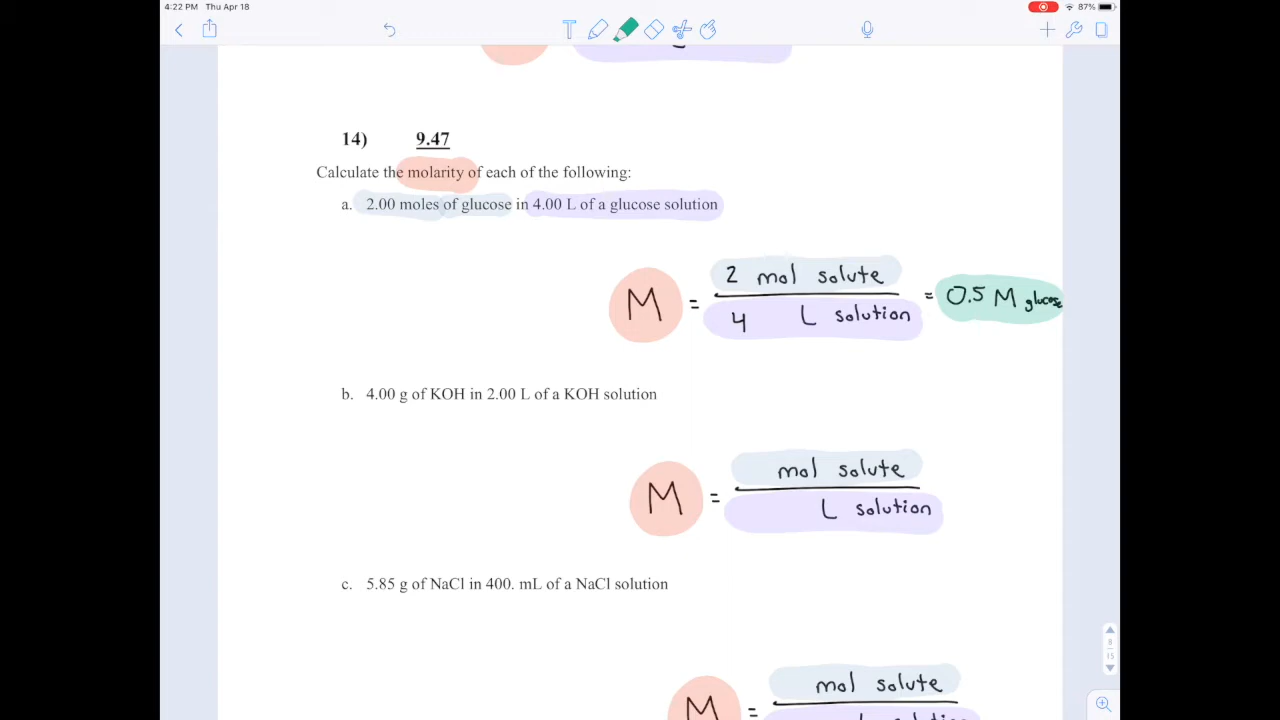 4:22 PM Thu Apr 18
87%
T
14) 9.47
Calculate the molarity of each of the following:
a. 2.00 moles of glucose in 4.00 L of a glucose solution
2 mol solute
M = = 0.5 M glucose
4 L solution
b. 4.00 g of KOH in 2.00 L of a KOH solution
mol solute
M =
L solution
c. 5.85 g of NaCl in 400. mL of a NaCl solution
8
15
mol solute
M =
L solution